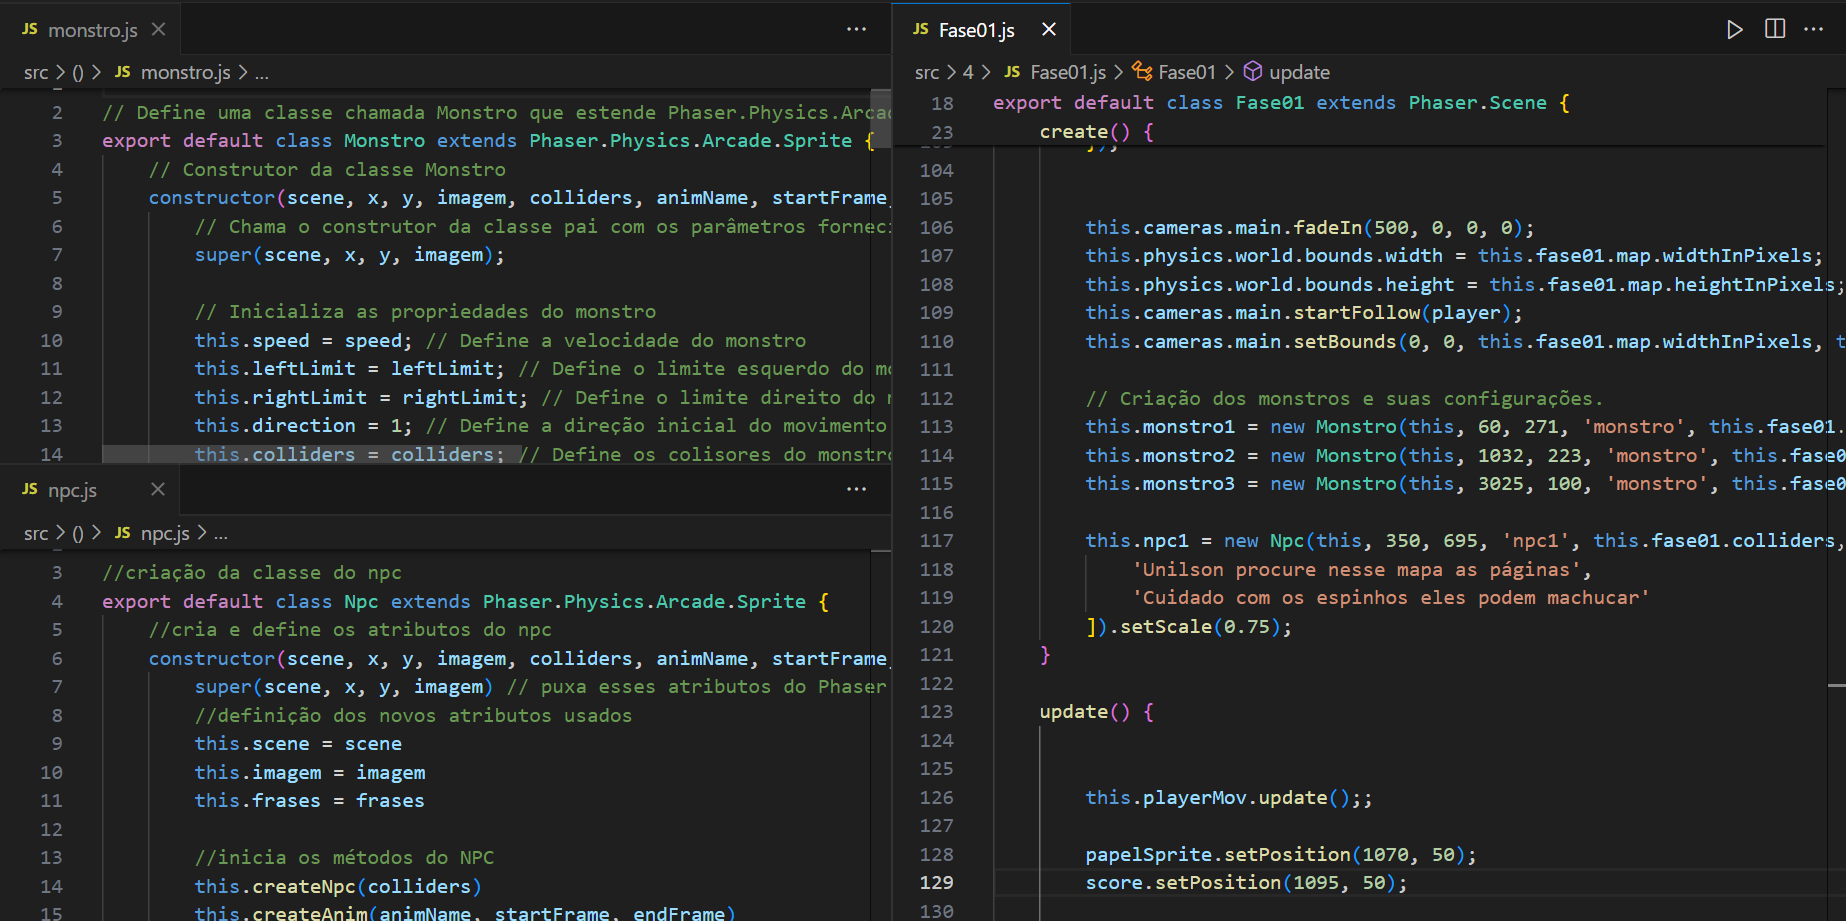 JS monstro.js
src > () > JS monstro.js > ...
2 // Define uma classe chamada Monstro que estende Phaser.Physics.Arcad
3 export default class Monstro extends Phaser.Physics.Arcade.Sprite {
4 // Construtor da classe Monstro
5 constructor(scene, x, y, imagem, colliders, animName, startFrame,
6 // Chama o construtor da classe pai com os parâmetros forneci
7 super(scene, x, y, imagem);
8
9 // Inicializa as propriedades do monstro
10 this.speed = speed; // Define a velocidade do monstro
11 this.leftLimit = leftLimit; // Define o limite esquerdo do mo
12 this.rightLimit = rightLimit; // Define o limite direito do
13 this.direction = 1; // Define a direção inicial do movimento
14 this.colliders = colliders; // Define os colisores do monstro
JS npc.js
src > () > JS npc.js > ...
3 //criação da classe do npc
4 export default class Npc extends Phaser.Physics.Arcade.Sprite {
5 //cria e define os atributos do npc
6 constructor(scene, x, y, imagem, colliders, animName, startFrame,
7 super(scene, x, y, imagem) // puxa esses atributos do Phaser
8 //definição dos novos atributos usados
9 this.scene = scene
10 this.imagem = imagem
11 this.frases = frases
12
13 //inicia os métodos do NPC
14 this.createNpc(colliders)
15 this.createAnim(animName, startFrame, endFrame)
JS Fase01.js
src > 4 > JS Fase01.js > Fase01 > update
18 export default class Fase01 extends Phaser.Scene {
23 create() {
104
105
106 this.cameras.main.fadeIn(500, 0, 0, 0);
107 this.physics.world.bounds.width = this.fase01.map.widthInPixels;
108 this.physics.world.bounds.height = this.fase01.map.heightInPixels;
109 this.cameras.main.startFollow(player);
110 this.cameras.main.setBounds(0, 0, this.fase01.map.widthInPixels, t
111
112 // Criação dos monstros e suas configurações.
113 this.monstro1 = new Monstro(this, 60, 271, 'monstro', this.fase01.
114 this.monstro2 = new Monstro(this, 1032, 223, 'monstro', this.fase0
115 this.monstro3 = new Monstro(this, 3025, 100, 'monstro', this.fase0
116
117 this.npc1 = new Npc(this, 350, 695, 'npc1', this.fase01.colliders,
118 'Unilson procure nesse mapa as páginas',
119 'Cuidado com os espinhos eles podem machucar'
120 ]).setScale(0.75);
121 }
122
123 update() {
124
125
126 this.playerMov.update();;
127
128 papelSprite.setPosition(1070, 50);
129 score.setPosition(1095, 50);
130